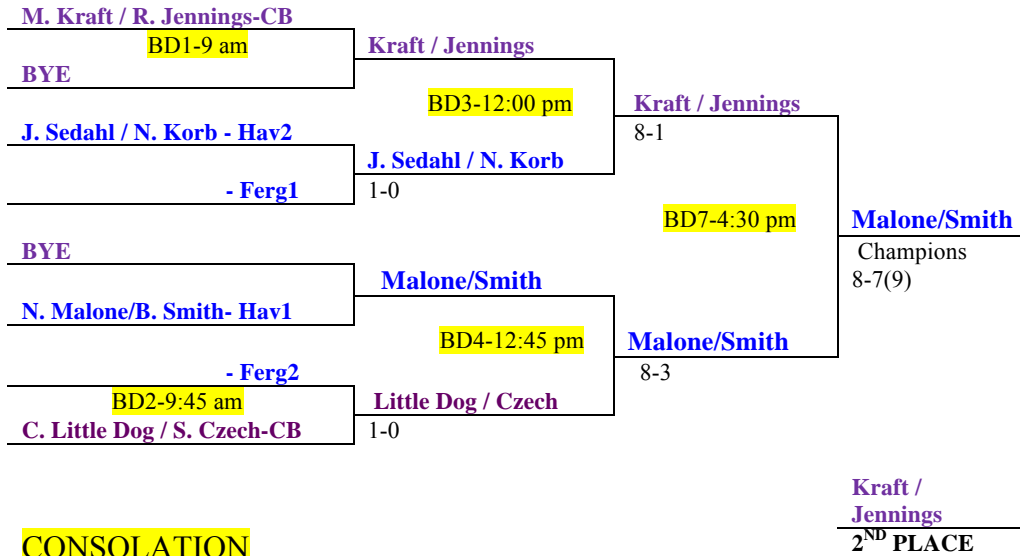 M. Kraft / R. Jennings-CB
BD1-9 am
Kraft / Jennings
BYE
BD3-12:00 pm
Kraft / Jennings
8-1
J. Sedahl / N. Korb - Hav2
J. Sedahl / N. Korb
1-0
- Ferg1
BD7-4:30 pm
Malone/Smith
Champions
8-7(9)
BYE
Malone/Smith
N. Malone/B. Smith- Hav1
BD4-12:45 pm
Malone/Smith
8-3
- Ferg2
BD2-9:45 am
Little Dog / Czech
1-0
C. Little Dog / S. Czech-CB
Kraft /
Jennings
2ND PLACE
CONSOLATION